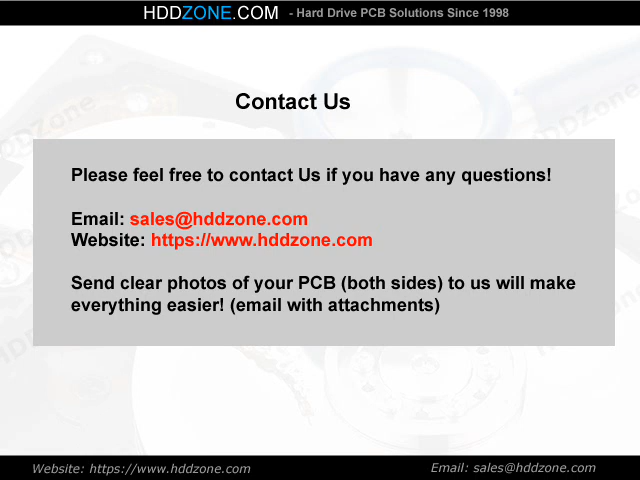 HDDZONE.COM - Hard Drive PCB Solutions Since 1998
HDDZone
HDDZone
Contact Us
Please feel free to contact Us if you have any questions!
Email: sales@hddzone.com
Website: https://www.hddzone.com
Send clear photos of your PCB (both sides) to us will make
everything easier! (email with attachments)
Website: https://www.hddzone.com Email: sales@hddzone.com